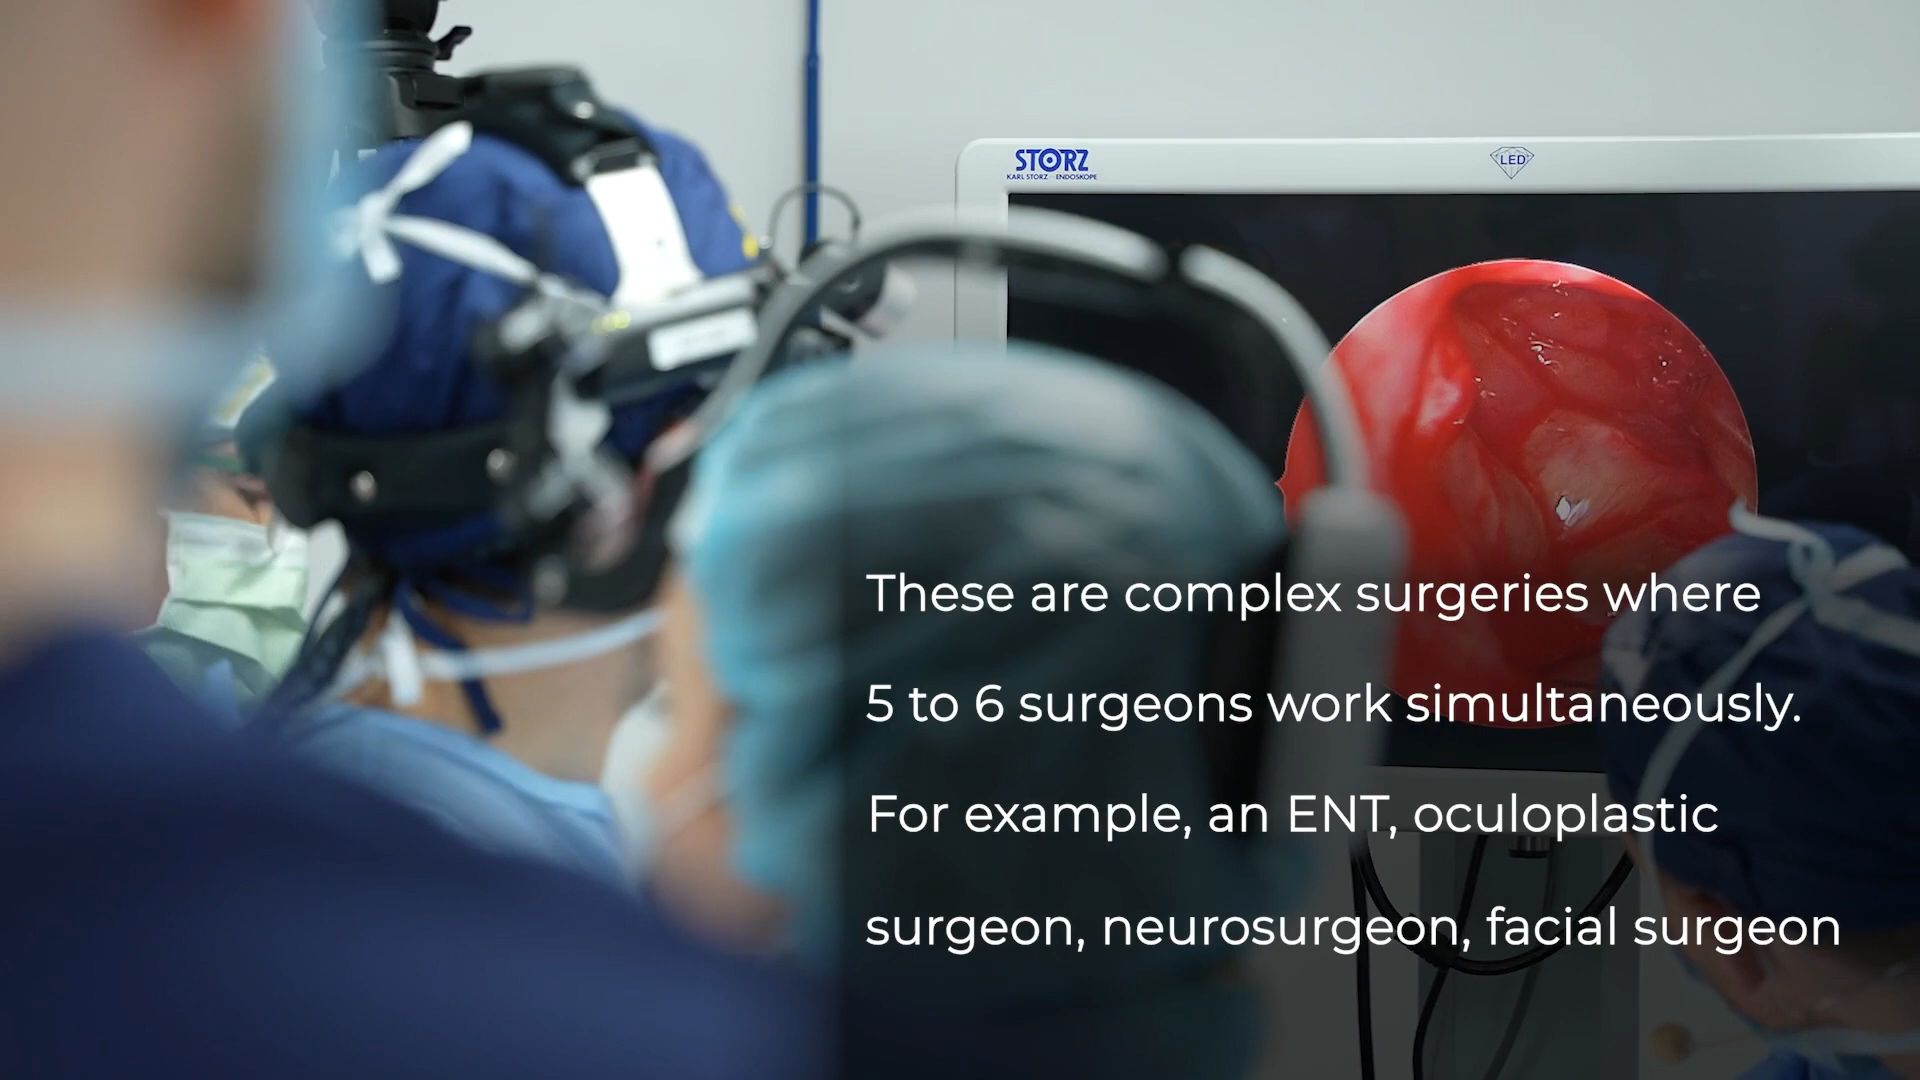 STORZ
KARL STORZ - ENDOSKOPE
LED
These are complex surgeries where
5 to 6 surgeons work simultaneously.
For example, an ENT, oculoplastic
surgeon, neurosurgeon, facial surgeon